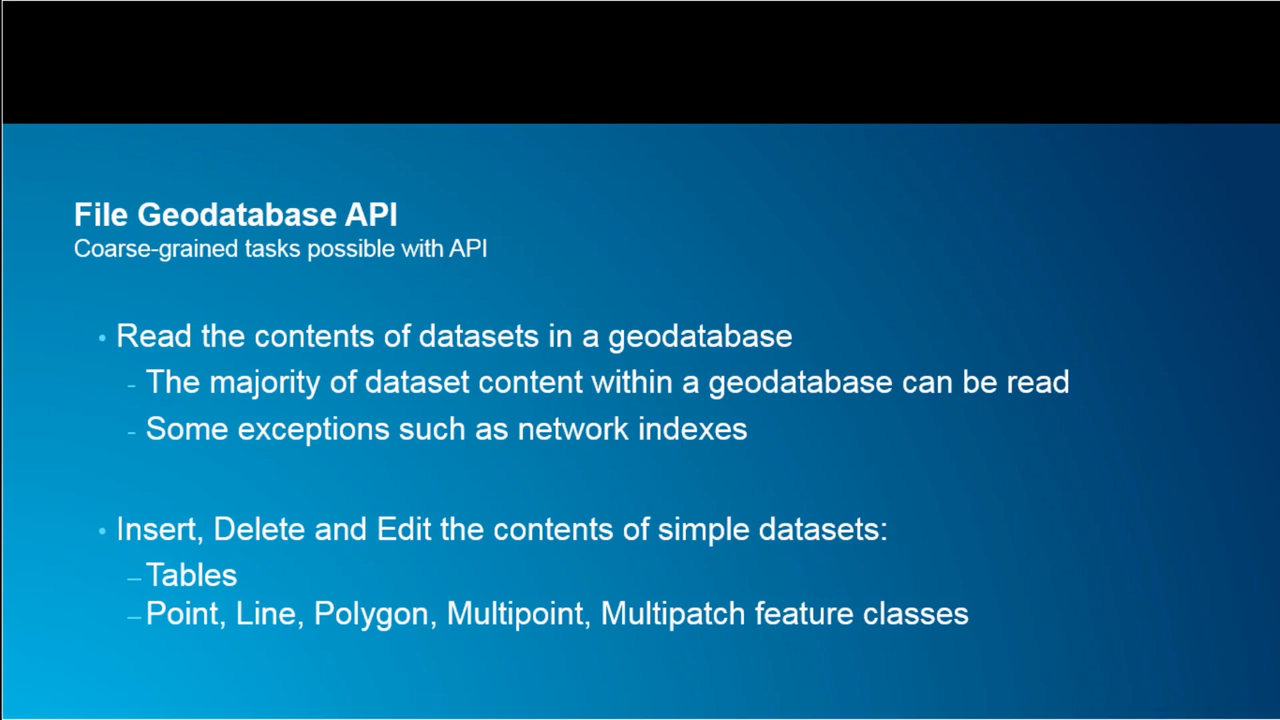 File Geodatabase API
Coarse-grained tasks possible with API
• Read the contents of datasets in a geodatabase
- The majority of dataset content within a geodatabase can be read
- Some exceptions such as network indexes
• Insert, Delete and Edit the contents of simple datasets:
– Tables
– Point, Line, Polygon, Multipoint, Multipatch feature classes